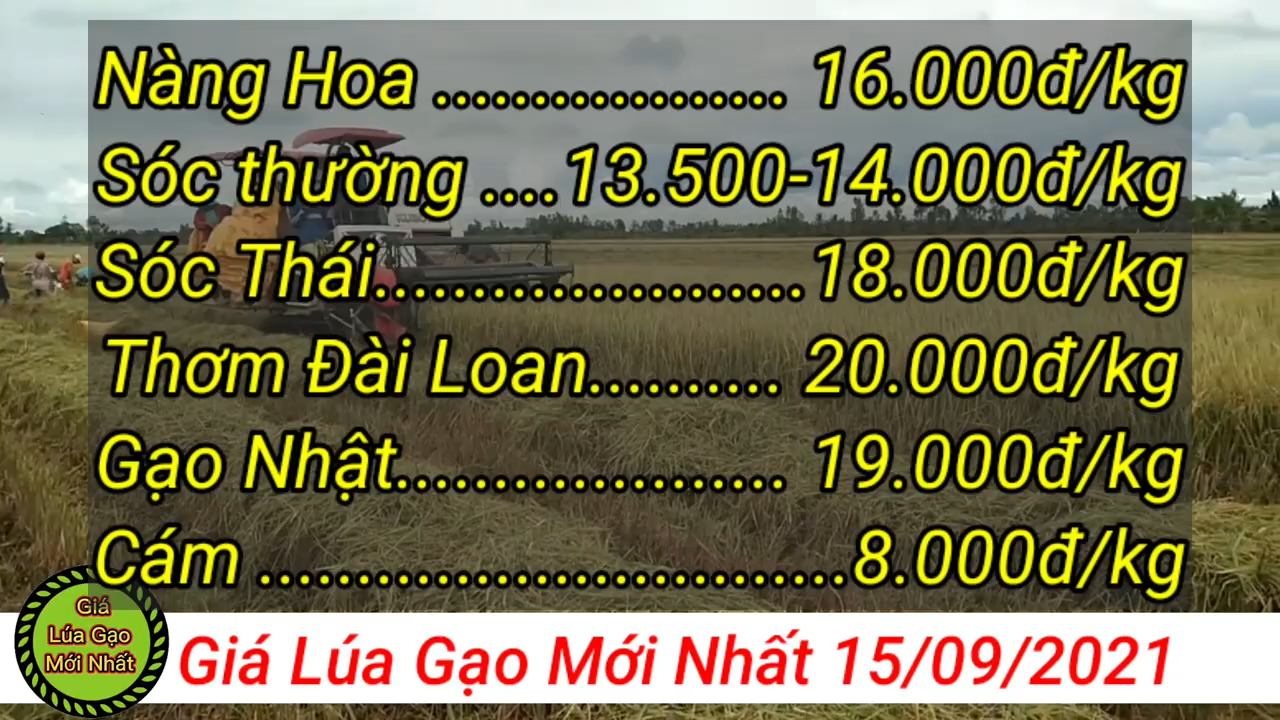 Nàng Hoa .................. 16.000đ/kg
Sóc thường ....13.500-14.000đ/kg
Sóc Thái......................18.000đ/kg
Thơm Đài Loan.......... 20.000đ/kg
Gạo Nhật.................... 19.000đ/kg
Cám ..............................8.000đ/kg
Giá
Lúa Gạo
Mới Nhất
Giá Lúa Gạo Mới Nhất 15/09/2021